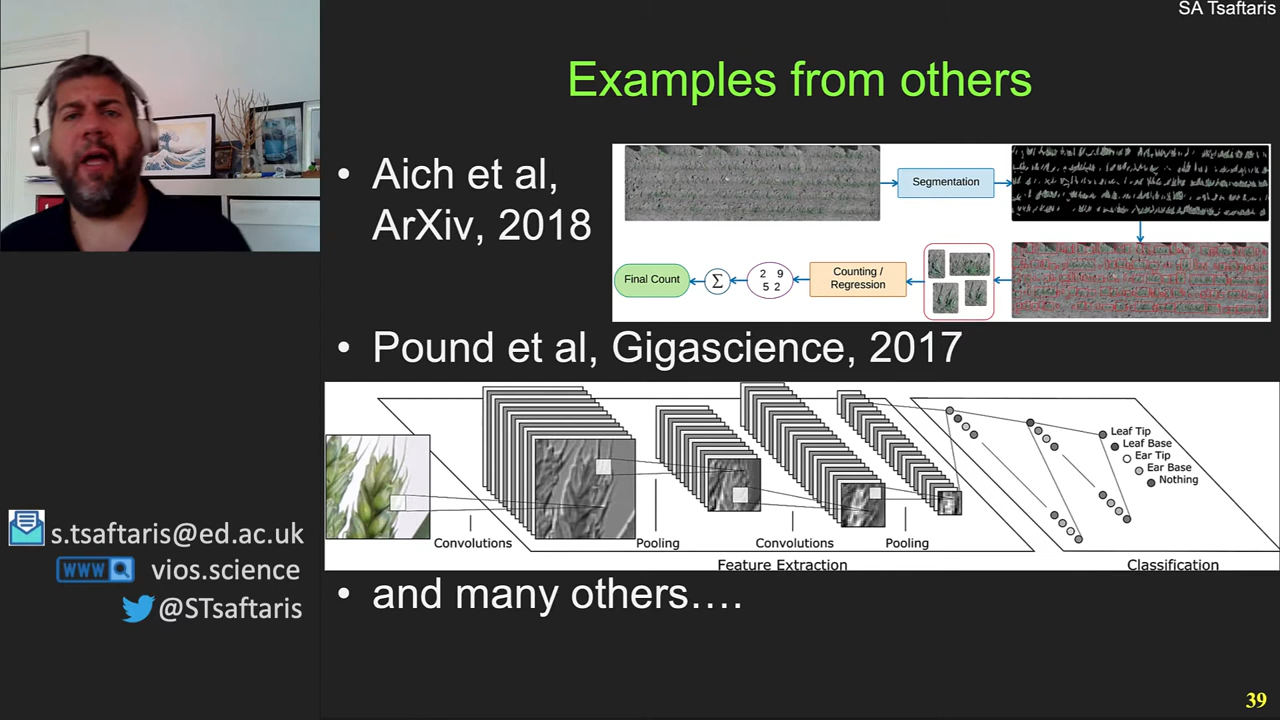 SA Tsaftaris
Examples from others
• Aich et al,
ArXiv, 2018
Segmentation
Final Count
Σ
2 9
5 2
Counting /
Regression
• Pound et al, Gigascience, 2017
Leaf Tip
Leaf Base
Ear Tip
Ear Base
Nothing
Convolutions
Pooling
Convolutions
Pooling
Feature Extraction
Classification
• and many others….
s.tsaftaris@ed.ac.uk
WWW
vios.science
@STsaftaris
39